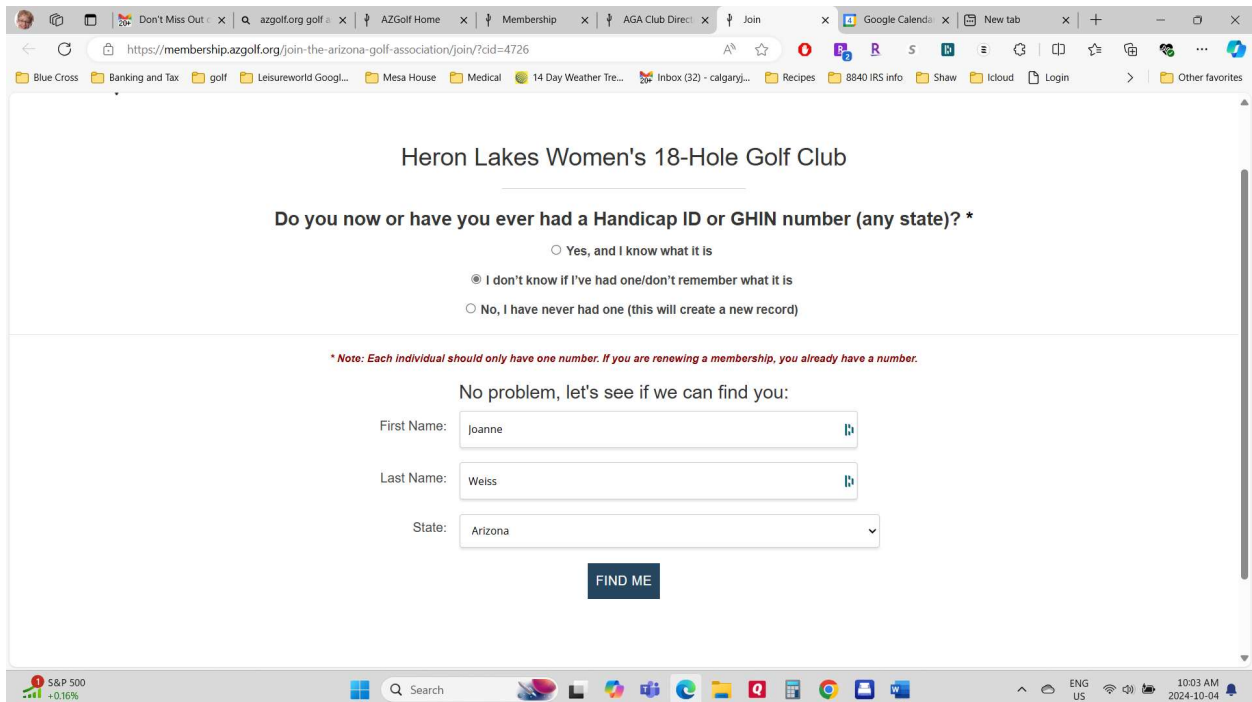 Don't Miss Out
azgolf.org golf a
AZGolf Home
Membership
AGA Club Direct
Join
Google Calenda
New tab
https://membership.azgolf.org/join-the-arizona-golf-association/join/?cid=4726
Blue Cross
Banking and Tax
golf
Leisureworld Googl...
Mesa House
Medical
14 Day Weather Tre...
Inbox (32) - calgaryj...
Recipes
8840 IRS info
Shaw
Icloud
Login
Other favorites
Heron Lakes Women's 18-Hole Golf Club
Do you now or have you ever had a Handicap ID or GHIN number (any state)? *
Yes, and I know what it is
I don't know if I've had one/don't remember what it is
No, I have never had one (this will create a new record)
* Note: Each individual should only have one number. If you are renewing a membership, you already have a number.
No problem, let's see if we can find you:
First Name: Joanne
Last Name: Weiss
State: Arizona
FIND ME
1
S&P 500
+0.16%
Search
ENG
US
10:03 AM
2024-10-04